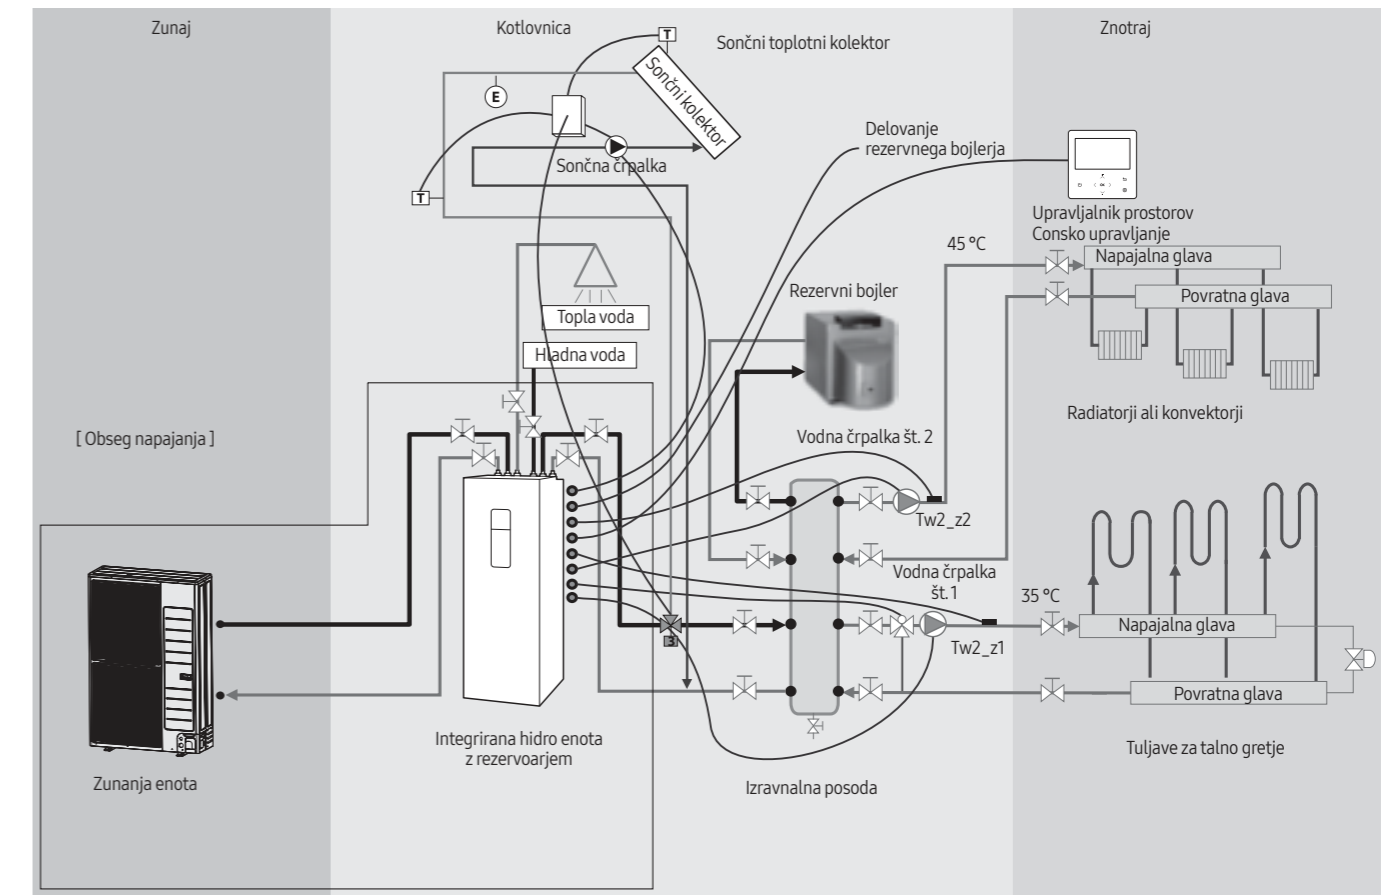 Zunaj
Kotlovnica
Znotraj
T
Sončni toplotni kolektor
Sončni kolektor
E
Delovanje
rezervnega bojlerja
Sončna črpalka
T
Upravljalnik prostorov
Consko upravljanje
45 °C
Napajalna glava
Povratna glava
Rezervni bojler
Topla voda
Hladna voda
Radiatorji ali konvektorji
[ Obseg napajanja ]
Vodna črpalka št. 2
Tw2_z2
Vodna črpalka
št. 1
35 °C
Napajalna glava
Tw2_z1
3
Povratna glava
Integrirana hidro enota
z rezervoarjem
Tuljave za talno gretje
Zunanja enota
Izravnalna posoda